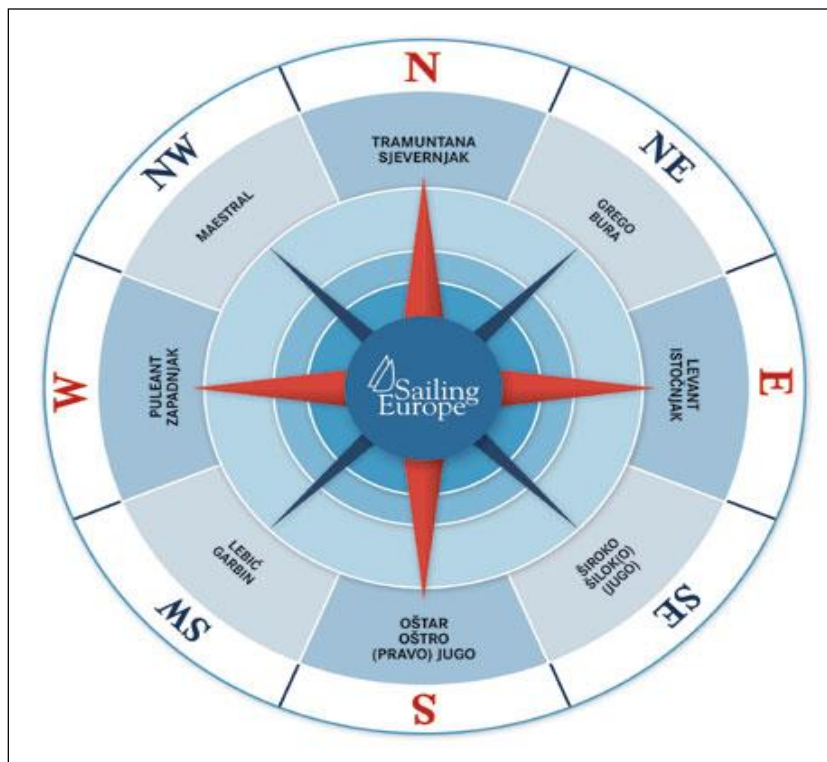 N
TRAMUNTANA
SJEVERNJAK
NE
GREGO
BURA
E
LEVANT
ISTOČNJAK
SE
ŠIROKO
ŠILOK(O)
(JUGO)
S
OŠTAR
OŠTRO
(PRAVO) JUGO
SW
LEBIĆ
GARBIN
W
PULEANT
ZAPADNJAK
NW
MAESTRAL
Sailing
Europe